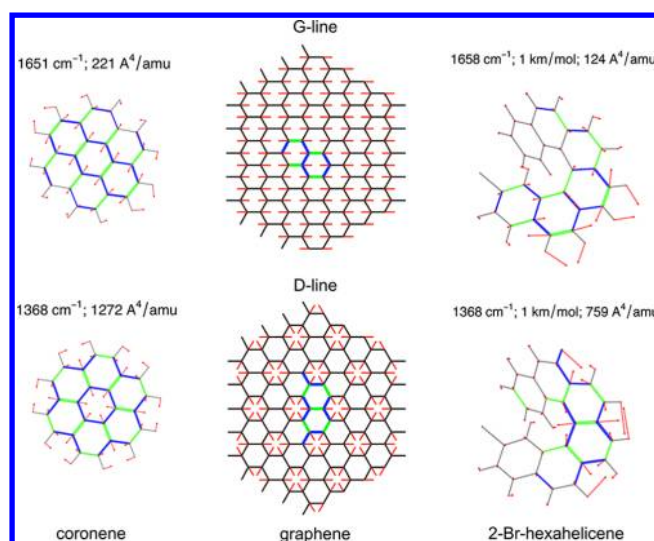 G-line
1651 cm⁻¹; 221 A⁴/amu
1658 cm⁻¹; 1 km/mol; 124 A⁴/amu
D-line
1368 cm⁻¹; 1272 A⁴/amu
1368 cm⁻¹; 1 km/mol; 759 A⁴/amu
coronene
graphene
2-Br-hexahelicene